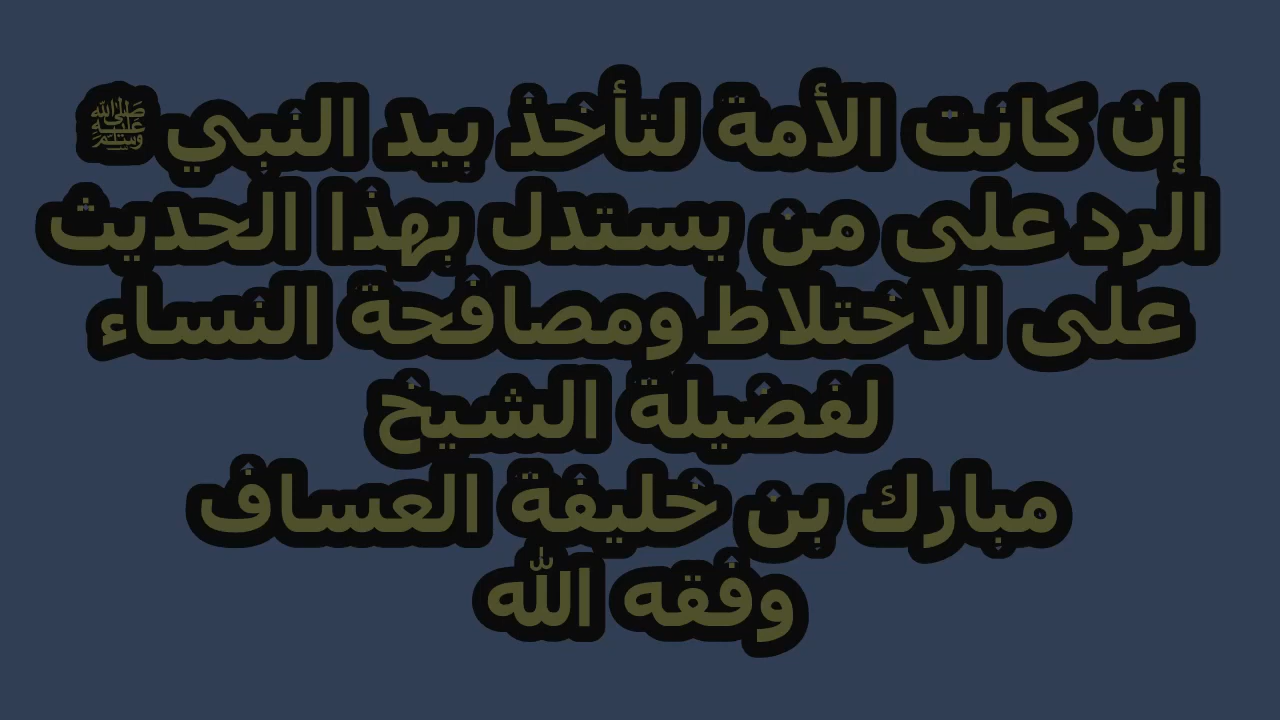 إن كانت الأمة لتأخذ بيد النبي ﷺ
الرد على من يستدل بهذا الحديث
على الاختلاط ومصافحة النساء
لفضيلة الشيخ
مبارك بن خليفة العساف
وفقه الله